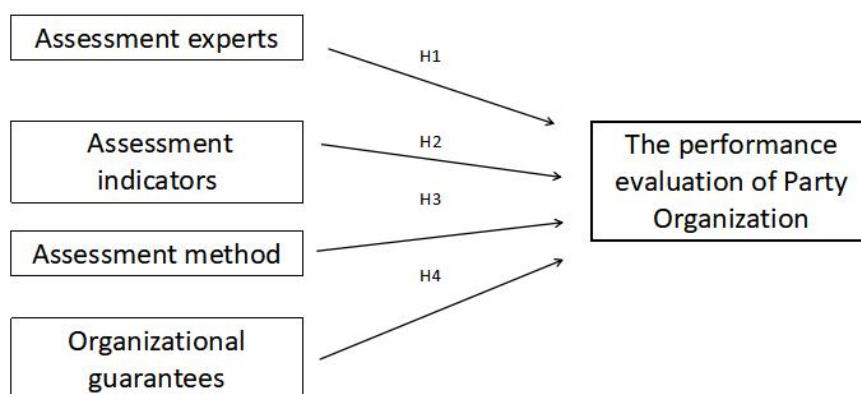 Assessment experts
H1
Assessment
indicators
H2
The performance
evaluation of Party
Organization
H3
Assessment method
H4
Organizational
guarantees